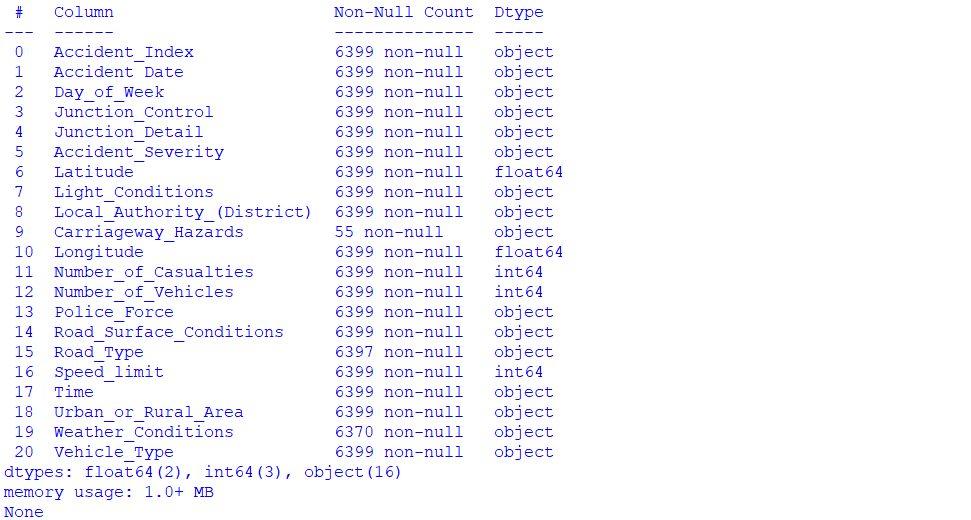 #   Column                      Non-Null Count  Dtype
---  ------                      --------------  -----
 0   Accident_Index              6399 non-null   object
 1   Accident Date               6399 non-null   object
 2   Day_of_Week                 6399 non-null   object
 3   Junction_Control            6399 non-null   object
 4   Junction_Detail             6399 non-null   object
 5   Accident_Severity           6399 non-null   object
 6   Latitude                    6399 non-null   float64
 7   Light_Conditions            6399 non-null   object
 8   Local_Authority_(District)  6399 non-null   object
 9   Carriageway_Hazards         55 non-null     object
 10  Longitude                   6399 non-null   float64
 11  Number_of_Casualties        6399 non-null   int64
 12  Number_of_Vehicles          6399 non-null   int64
 13  Police_Force                6399 non-null   object
 14  Road_Surface_Conditions     6399 non-null   object
 15  Road_Type                   6397 non-null   object
 16  Speed_limit                 6399 non-null   int64
 17  Time                        6399 non-null   object
 18  Urban_or_Rural_Area         6399 non-null   object
 19  Weather_Conditions          6370 non-null   object
 20  Vehicle_Type                6399 non-null   object
dtypes: float64(2), int64(3), object(16)
memory usage: 1.0+ MB
None